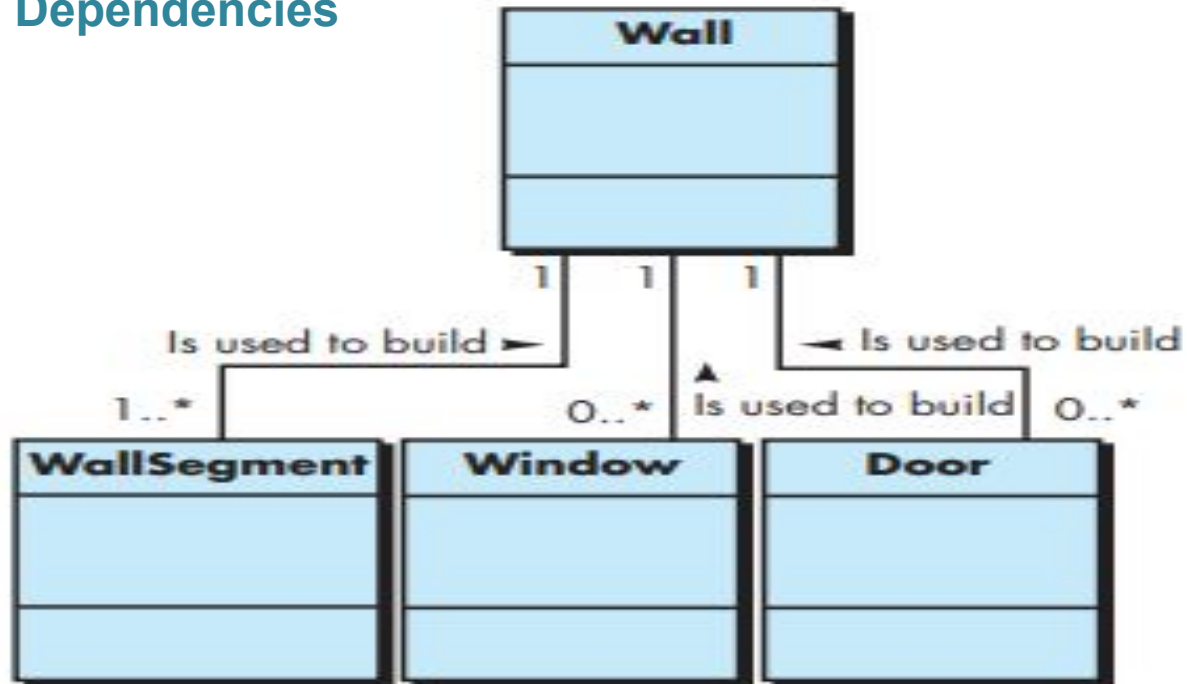 Dependencies
Wall
1 1 1
Is used to build
Is used to build
1..*
0..*
Is used to build
0..*
WallSegment
Window
Door